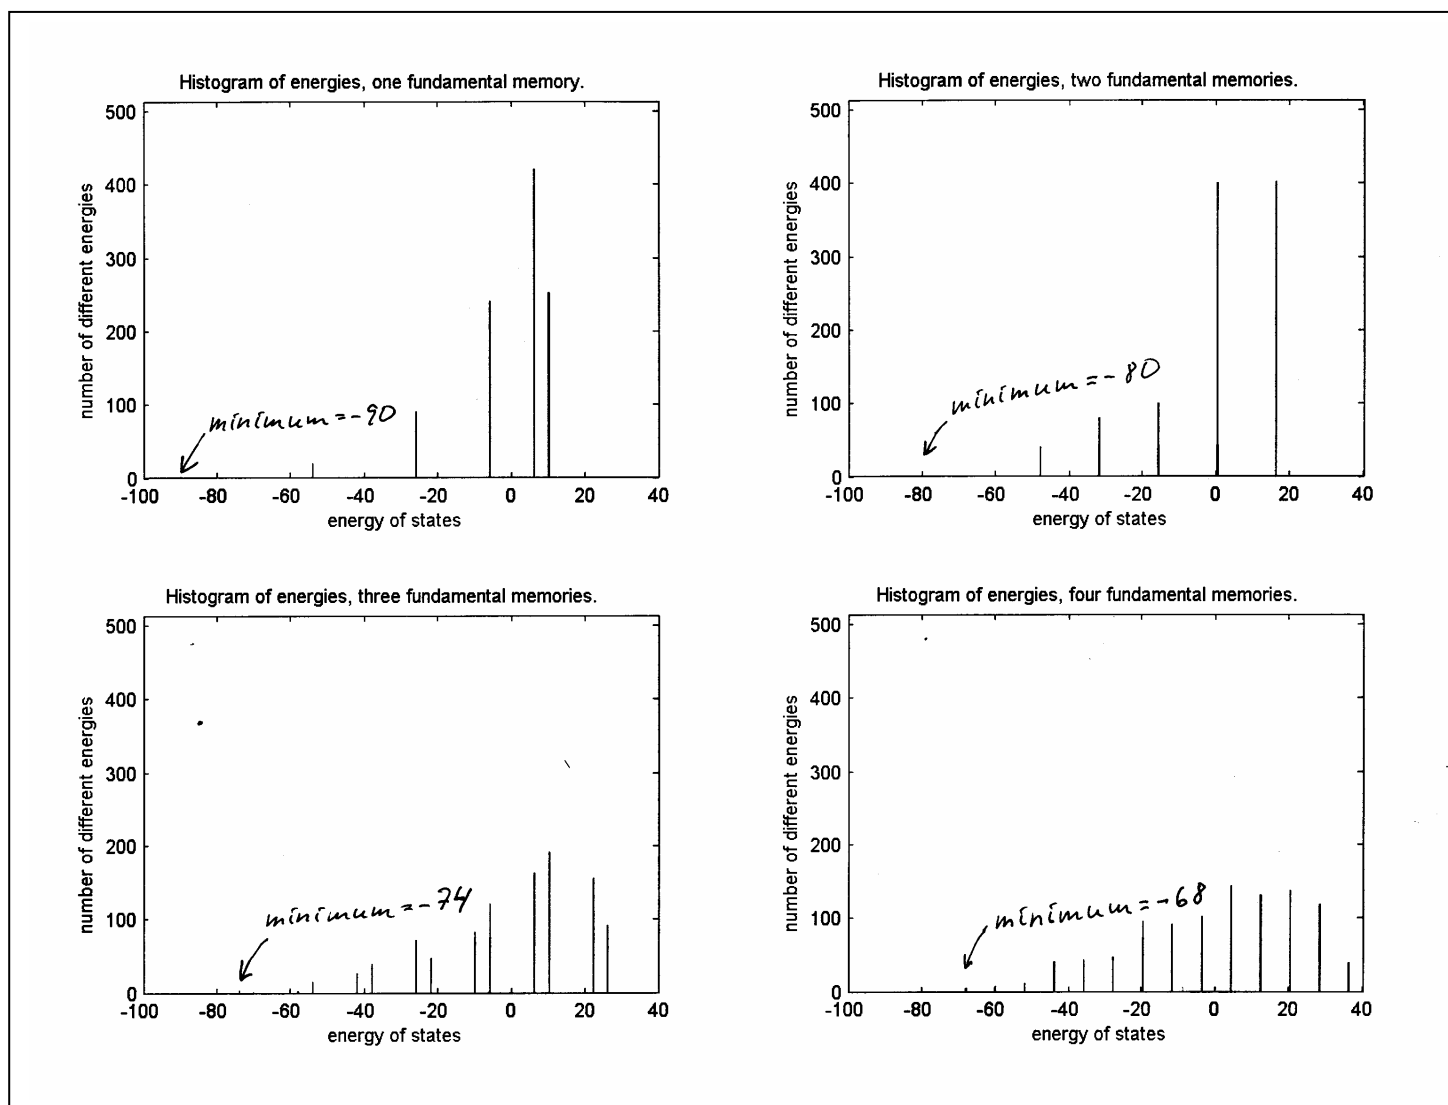 Histogram of energies, one fundamental memory.
500
400
300
200
100
0
number of different energies
minimum=-90
-100 -80 -60 -40 -20 0 20 40
energy of states
Histogram of energies, two fundamental memories.
500
400
300
200
100
0
number of different energies
minimum=-80
-100 -80 -60 -40 -20 0 20 40
energy of states
Histogram of energies, three fundamental memories.
500
400
300
200
100
0
number of different energies
minimum=-74
-100 -80 -60 -40 -20 0 20 40
energy of states
Histogram of energies, four fundamental memories.
500
400
300
200
100
0
number of different energies
minimum=-68
-100 -80 -60 -40 -20 0 20 40
energy of states